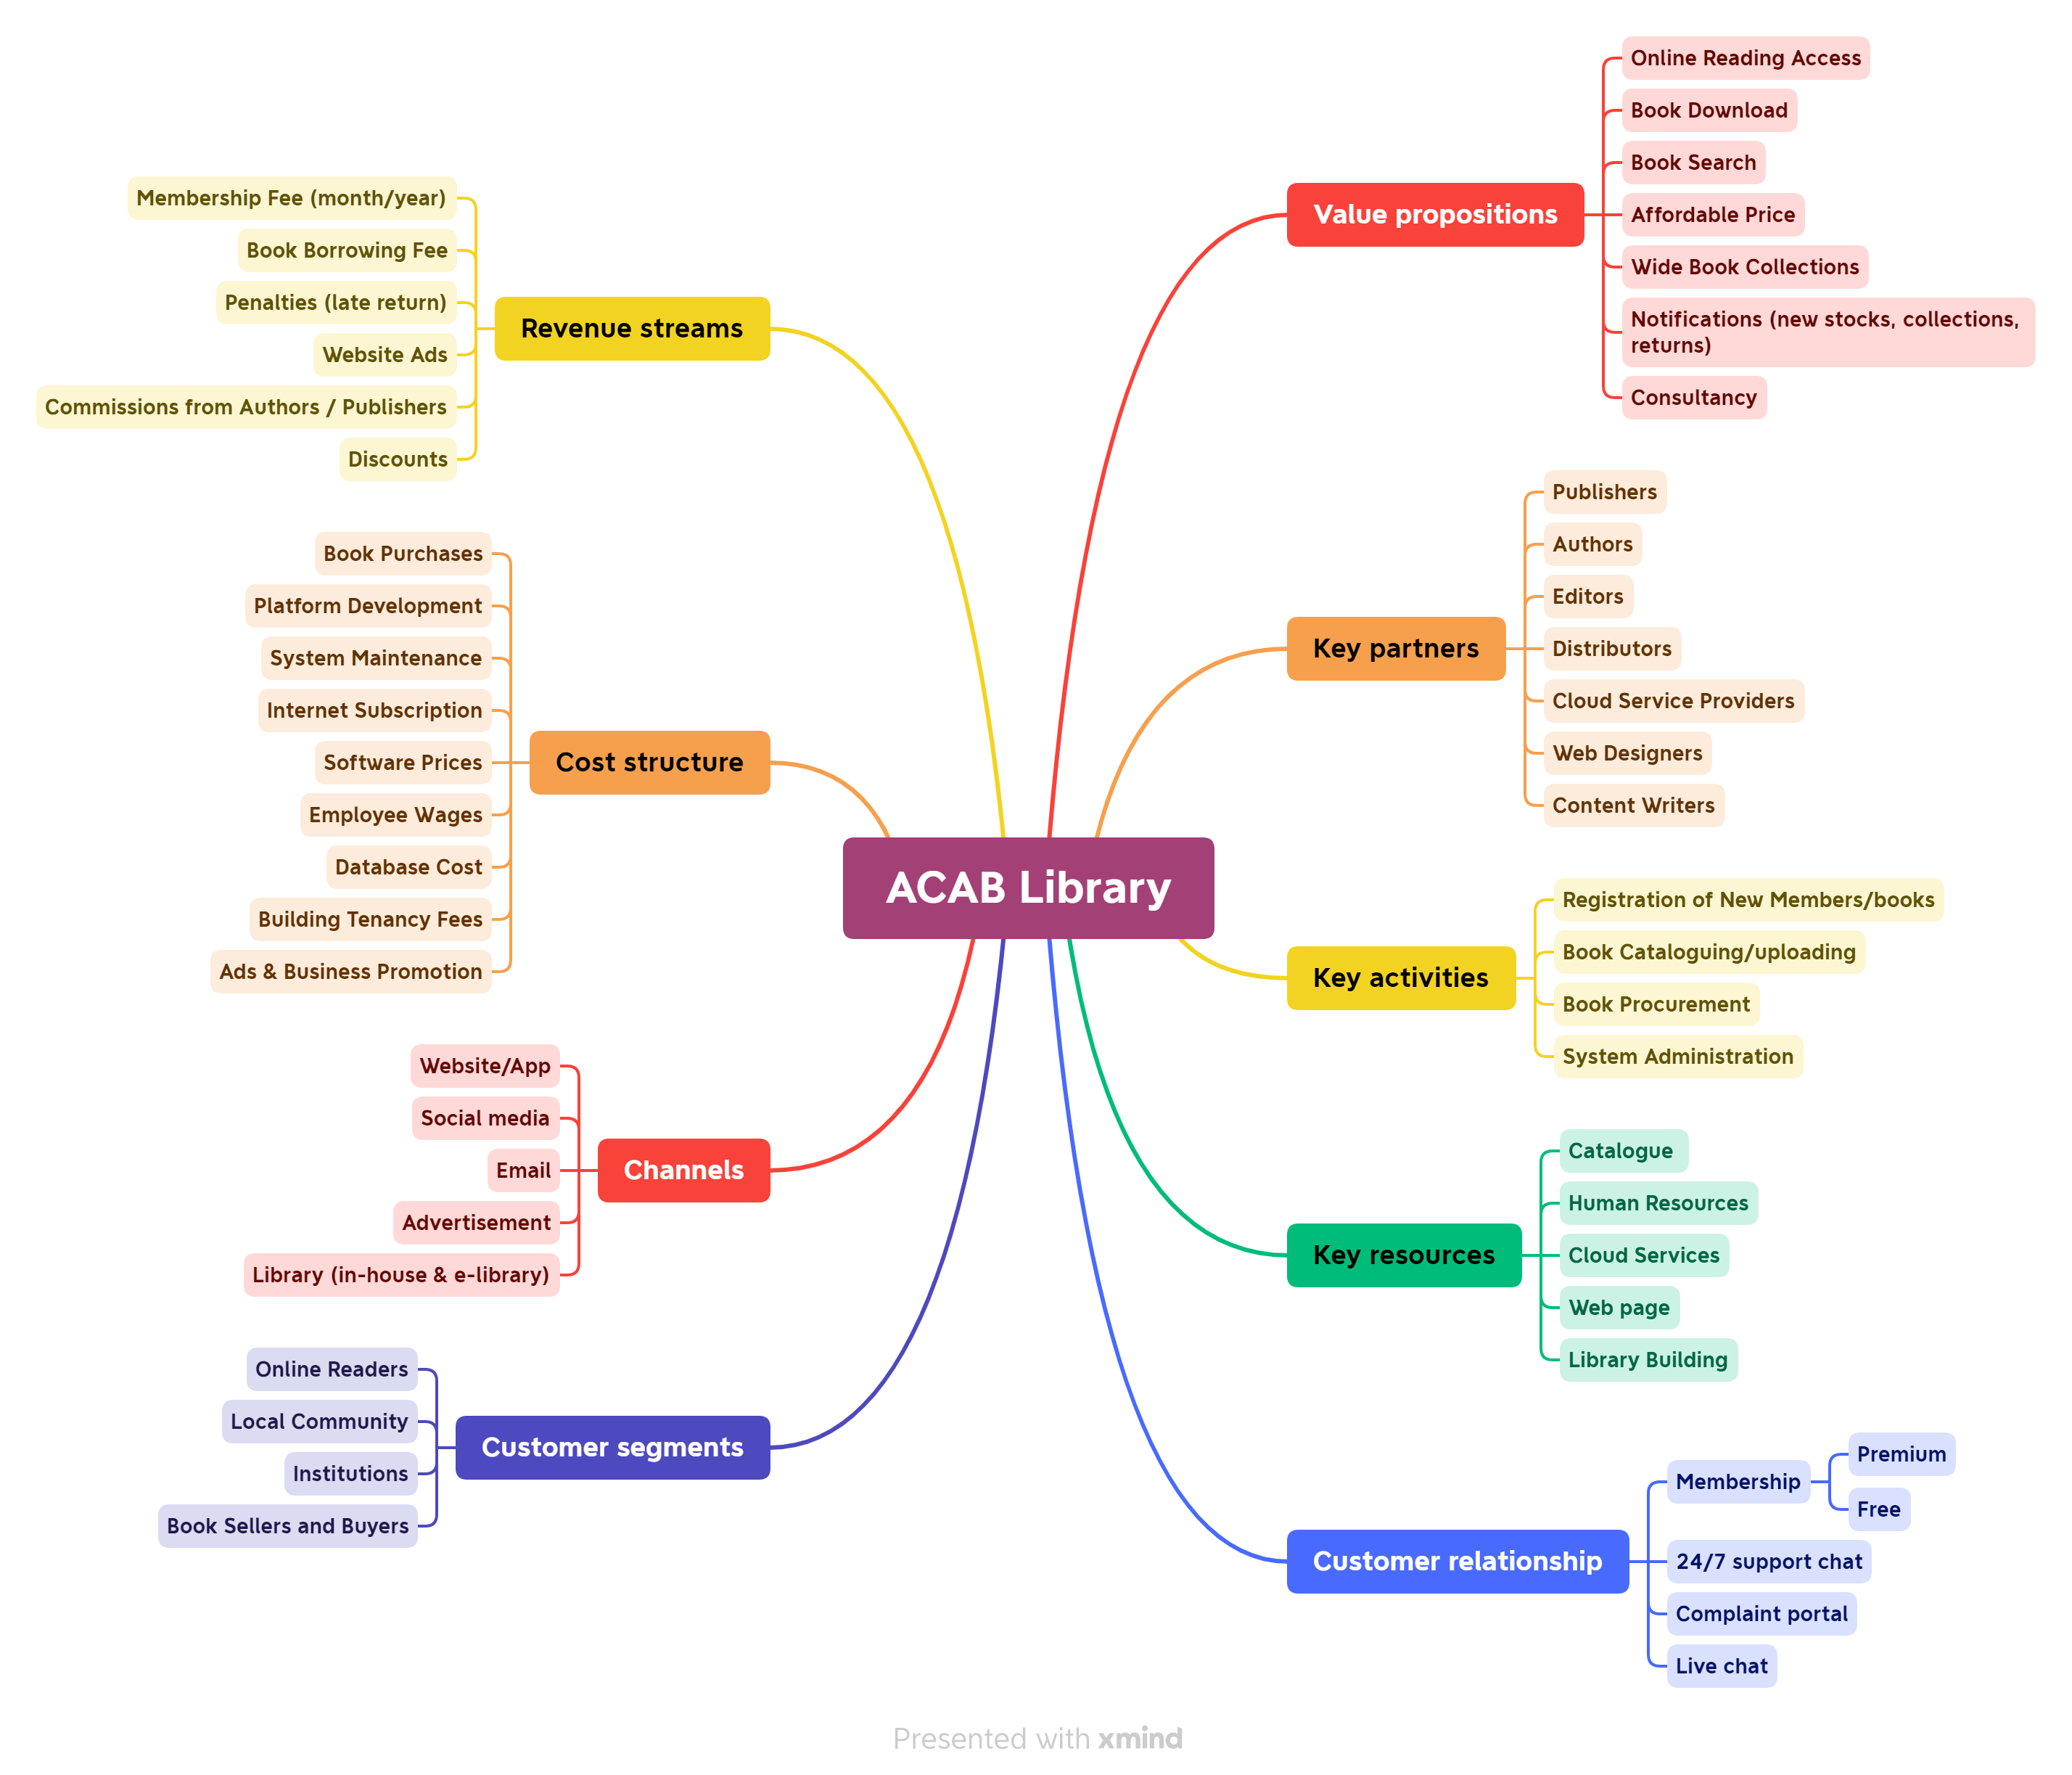 ACAB Library
Value propositions
Online Reading Access
Book Download
Book Search
Affordable Price
Wide Book Collections
Notifications (new stocks, collections,
returns)
Consultancy
Key partners
Publishers
Authors
Editors
Distributors
Cloud Service Providers
Web Designers
Content Writers
Key activities
Registration of New Members/books
Book Cataloguing/uploading
Book Procurement
System Administration
Key resources
Catalogue
Human Resources
Cloud Services
Web page
Library Building
Customer relationship
Membership
Premium
Free
24/7 support chat
Complaint portal
Live chat
Revenue streams
Membership Fee (month/year)
Book Borrowing Fee
Penalties (late return)
Website Ads
Commissions from Authors / Publishers
Discounts
Cost structure
Book Purchases
Platform Development
System Maintenance
Internet Subscription
Software Prices
Employee Wages
Database Cost
Building Tenancy Fees
Ads & Business Promotion
Channels
Website/App
Social media
Email
Advertisement
Library (in-house & e-library)
Customer segments
Online Readers
Local Community
Institutions
Book Sellers and Buyers
Presented with xmind